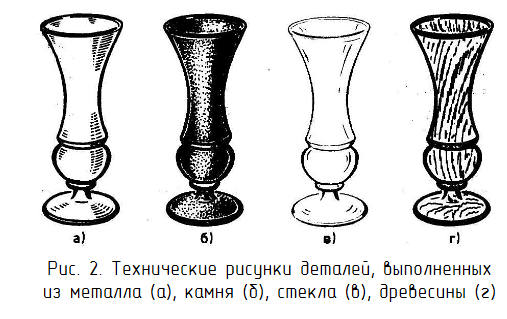 а) б) в) г)
Рис. 2. Технические рисунки деталей, выполненных
из металла (а), камня (б), стекла (в), древесины (г)